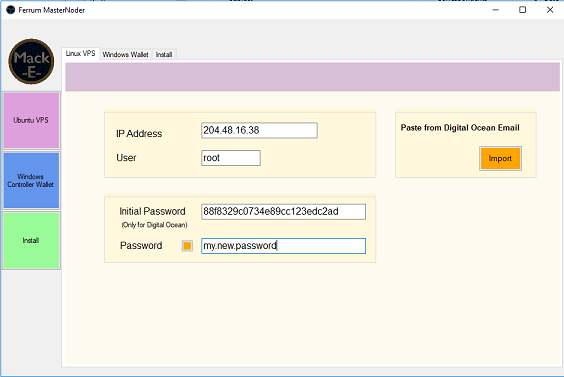 Ferrum MasterNoder
Mack
-E-
Linux VPS
Windows Wallet
Install
Ubuntu VPS
Windows
Controller Wallet
Install
IP Address
204.48.16.38
User
root
Paste from Digital Ocean Email
Import
Initial Password
88f8329c0734e89cc123edc2ad
(Only for Digital Ocean)
Password
my.new.password